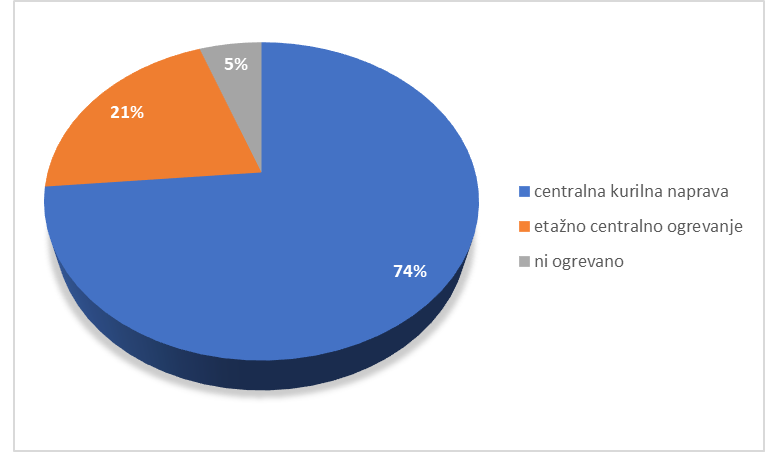 5%
21%
74%
centralna kurilna naprava
etažno centralno ogrevanje
ni ogrevano